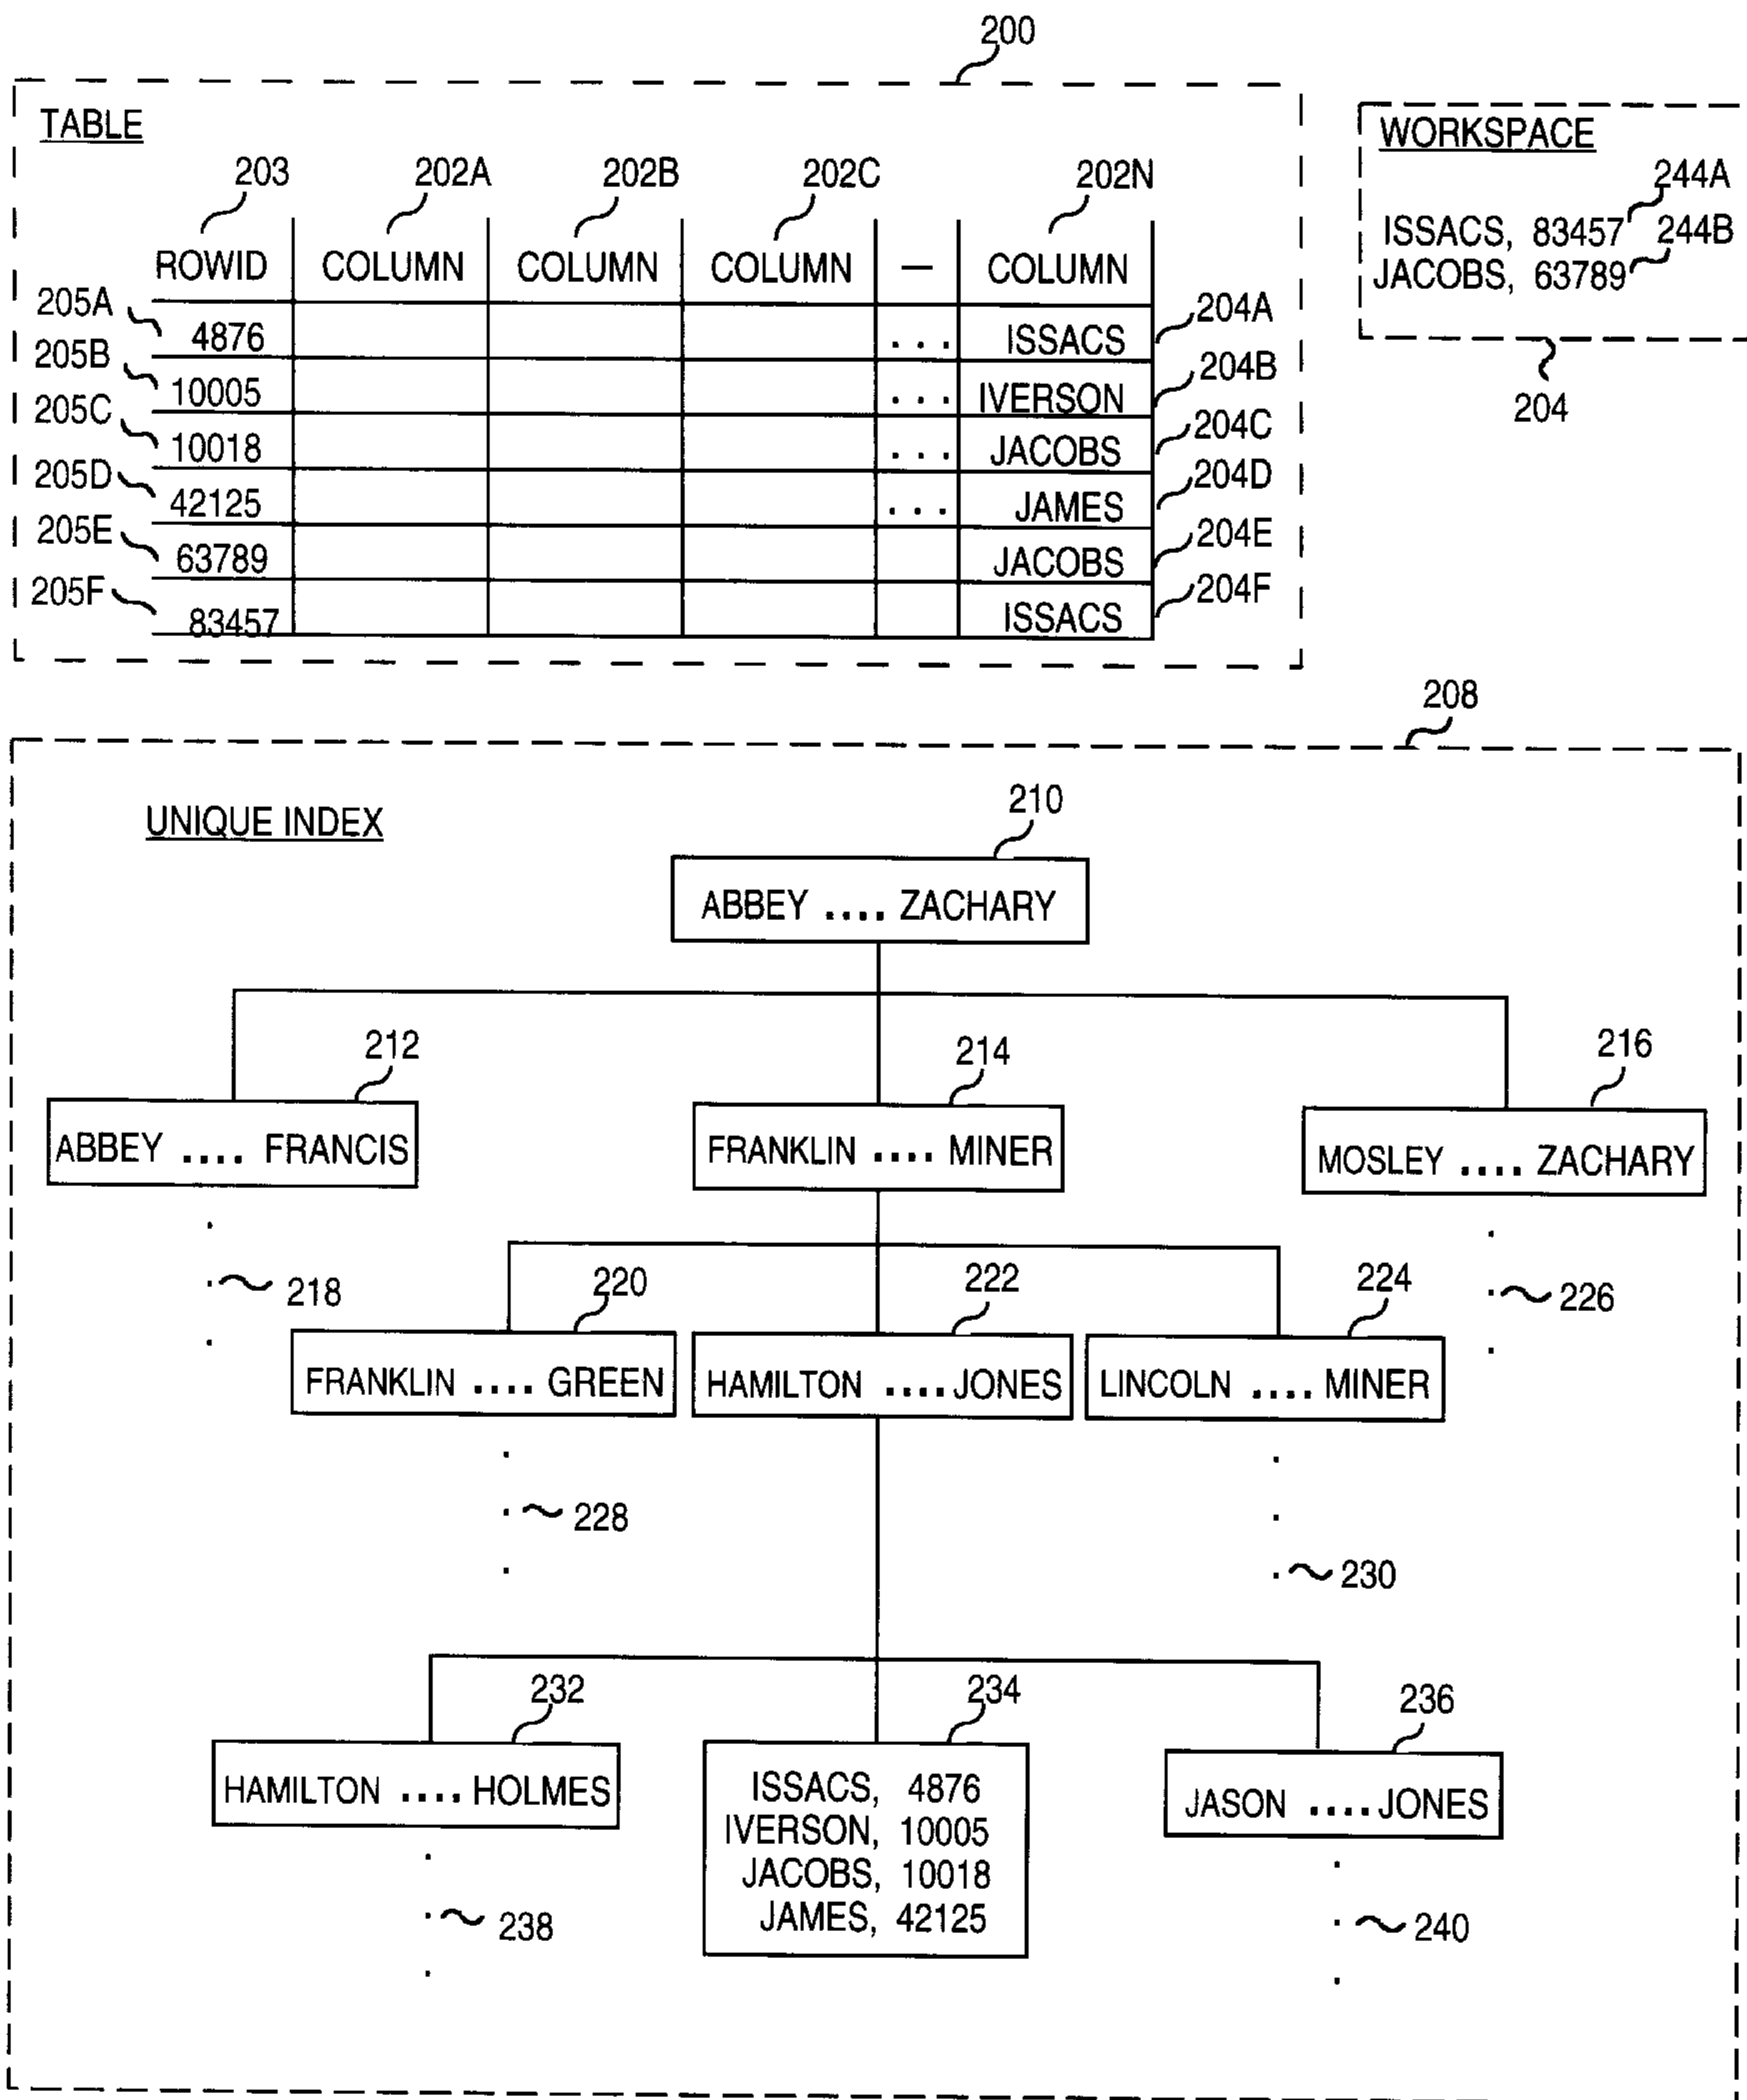 200
TABLE
203 202A 202B 202C 202N
ROWID COLUMN COLUMN COLUMN — COLUMN
205A 4876 . . . ISSACS 204A
205B 10005 . . . IVERSON 204B
205C 10018 . . . JACOBS 204C
205D 42125 . . . JAMES 204D
205E 63789 JACOBS 204E
205F 83457 ISSACS 204F
WORKSPACE
244A
ISSACS, 83457 244B
JACOBS, 63789
204
208
UNIQUE INDEX
210
ABBEY .... ZACHARY
212 214 216
ABBEY .... FRANCIS FRANKLIN .... MINER MOSLEY .... ZACHARY
218 220 222 224 226
FRANKLIN .... GREEN HAMILTON .... JONES LINCOLN .... MINER
228
230
232 234 236
HAMILTON .... HOLMES
ISSACS, 4876
IVERSON, 10005
JACOBS, 10018
JAMES, 42125
JASON .... JONES
238 240